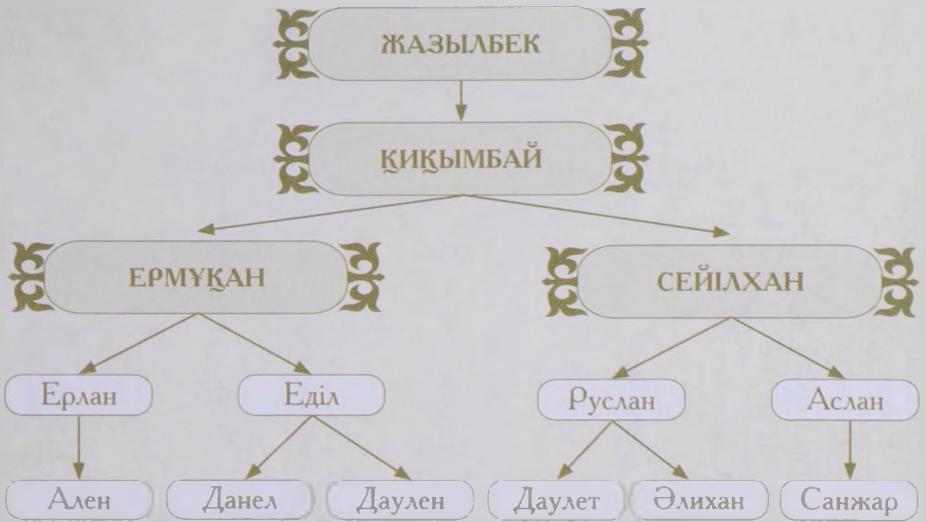 ЖАЗЫЛБЕК
ҚИҚЫМБАЙ
ЕРМҰҚАН
СЕЙІЛХАН
Ерлан
Еділ
Руслан
Аслан
Ален
Данел
Даулен
Даулет
Әлихан
Санжар